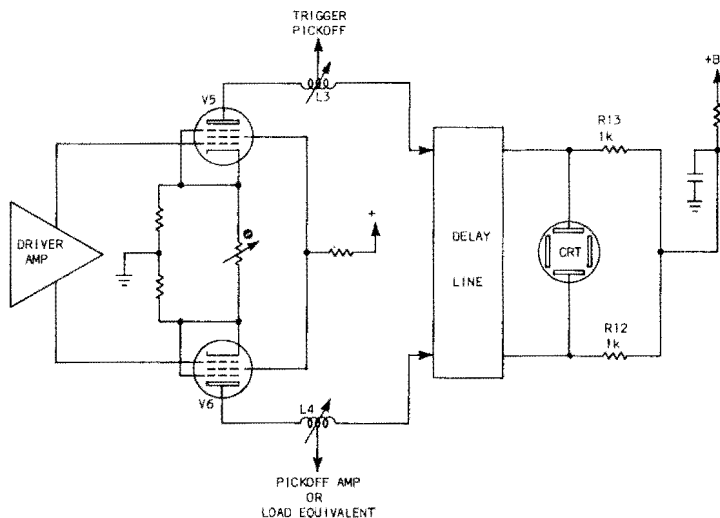 TRIGGER
PICKOFF
+B
V5
L3
R13
1k
+
DRIVER
AMP
DELAY
LINE
CRT
R12
1k
V6
L4
PICKOFF AMP
OR
LOAD EQUIVALENT